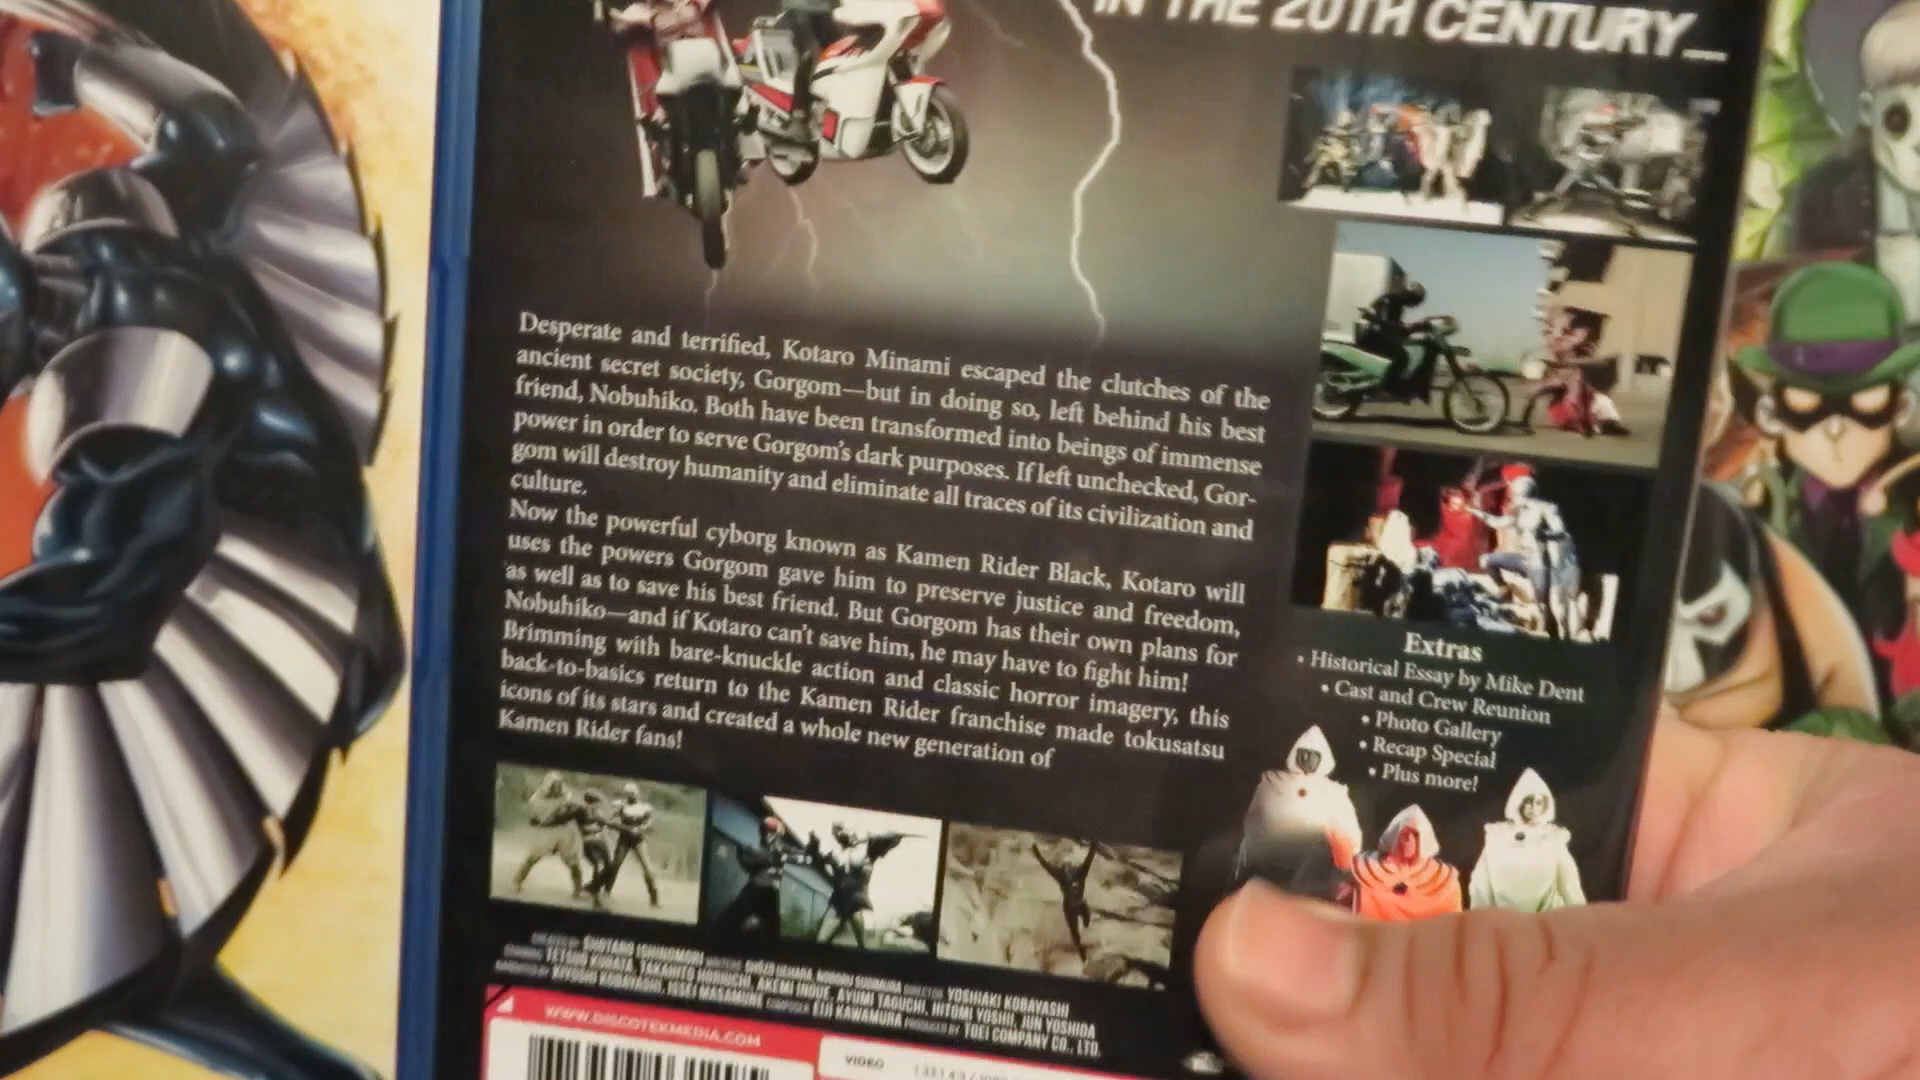 IN THE 20TH CENTURY...
Desperate and terrified, Kotaro Minami escaped the clutches of the
ancient secret society, Gorgom—but in doing so, left behind his best
friend, Nobuhiko. Both have been transformed into beings of immense
power in order to serve Gorgom's dark purposes. If left unchecked, Gor-
gom will destroy humanity and eliminate all traces of its civilization and
culture.
Now the powerful cyborg known as Kamen Rider Black, Kotaro will
uses the powers Gorgom gave him to preserve justice and freedom,
as well as to save his best friend. But Gorgom has their own plans for
Nobuhiko—and if Kotaro can't save him, he may have to fight him!
Brimming with bare-knuckle action and classic horror imagery, this
back-to-basics return to the Kamen Rider franchise made tokusatsu
icons of its stars and created a whole new generation of
Kamen Rider fans!
Extras
• Historical Essay by Mike Dent
• Cast and Crew Reunion
• Photo Gallery
• Recap Special
• Plus more!
SHOTARO ISHINOMORI YOSHIAKI KOBAYASHI
TETSUO KURATA, TAKAHITO HORIUCHI, AKEMI INOUE, AYUMI TAGUCHI, HITOMI YOSHII, JUN YOSHIDA
KOBAYASHI, ISSEI MASAMUNE COMPOSER EIJI KAWAMURA PRODUCED BY TOEI COMPANY CO., LTD.
WWW.DISCOTEKMEDIA.COM
VIDEO